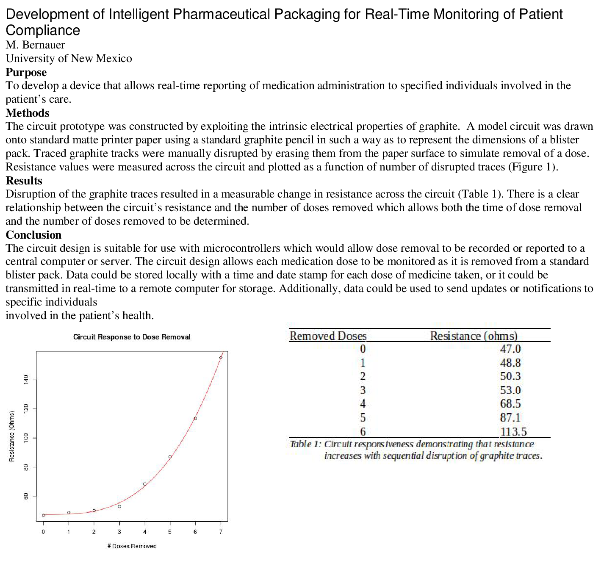 Development of Intelligent Pharmaceutical Packaging for Real-Time Monitoring of Patient
Compliance
M. Bernauer
University of New Mexico
Purpose
To develop a device that allows real-time reporting of medication administration to specified individuals involved in the
patient's care.
Methods
The circuit prototype was constructed by exploiting the intrinsic electrical properties of graphite. A model circuit was drawn
onto standard matte printer paper using a standard graphite pencil in such a way as to represent the dimensions of a blister
pack. Traced graphite tracks were manually disrupted by erasing them from the paper surface to simulate removal of a dose.
Resistance values were measured across the circuit and plotted as a function of number of disrupted traces (Figure 1).
Results
Disruption of the graphite traces resulted in a measurable change in resistance across the circuit (Table 1). There is a clear
relationship between the circuit's resistance and the number of doses removed which allows both the time of dose removal
and the number of doses removed to be determined.
Conclusion
The circuit design is suitable for use with microcontrollers which would allow dose removal to be recorded or reported to a
central computer or server. The circuit design allows each medication dose to be monitored as it is removed from a standard
blister pack. Data could be stored locally with a time and date stamp for each dose of medicine taken, or it could be
transmitted in real-time to a remote computer for storage. Additionally, data could be used to send updates or notifications to
specific individuals
involved in the patient's health.
Circuit Response to Dose Removal
Resistance (Ohms)
140
120
100
80
60
0 1 2 3 4 5 6 7
# Doses Removed
Removed Doses Resistance (ohms)
0 47.0
1 48.8
2 50.3
3 53.0
4 68.5
5 87.1
6 113.5
Table 1: Circuit responsiveness demonstrating that resistance
increases with sequential disruption of graphite traces.